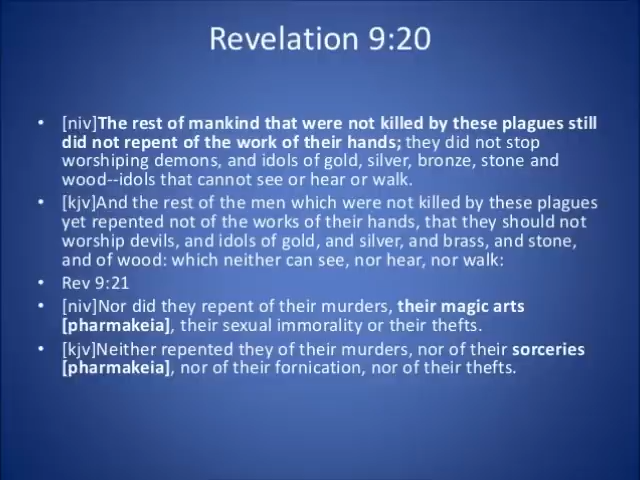 Revelation 9:20
• [niv]The rest of mankind that were not killed by these plagues still
did not repent of the work of their hands; they did not stop
worshiping demons, and idols of gold, silver, bronze, stone and
wood--idols that cannot see or hear or walk.
• [kjv]And the rest of the men which were not killed by these plagues
yet repented not of the works of their hands, that they should not
worship devils, and idols of gold, and silver, and brass, and stone,
and of wood: which neither can see, nor hear, nor walk:
• Rev 9:21
• [niv]Nor did they repent of their murders, their magic arts
[pharmakeia], their sexual immorality or their thefts.
• [kjv]Neither repented they of their murders, nor of their sorceries
[pharmakeia], nor of their fornication, nor of their thefts.